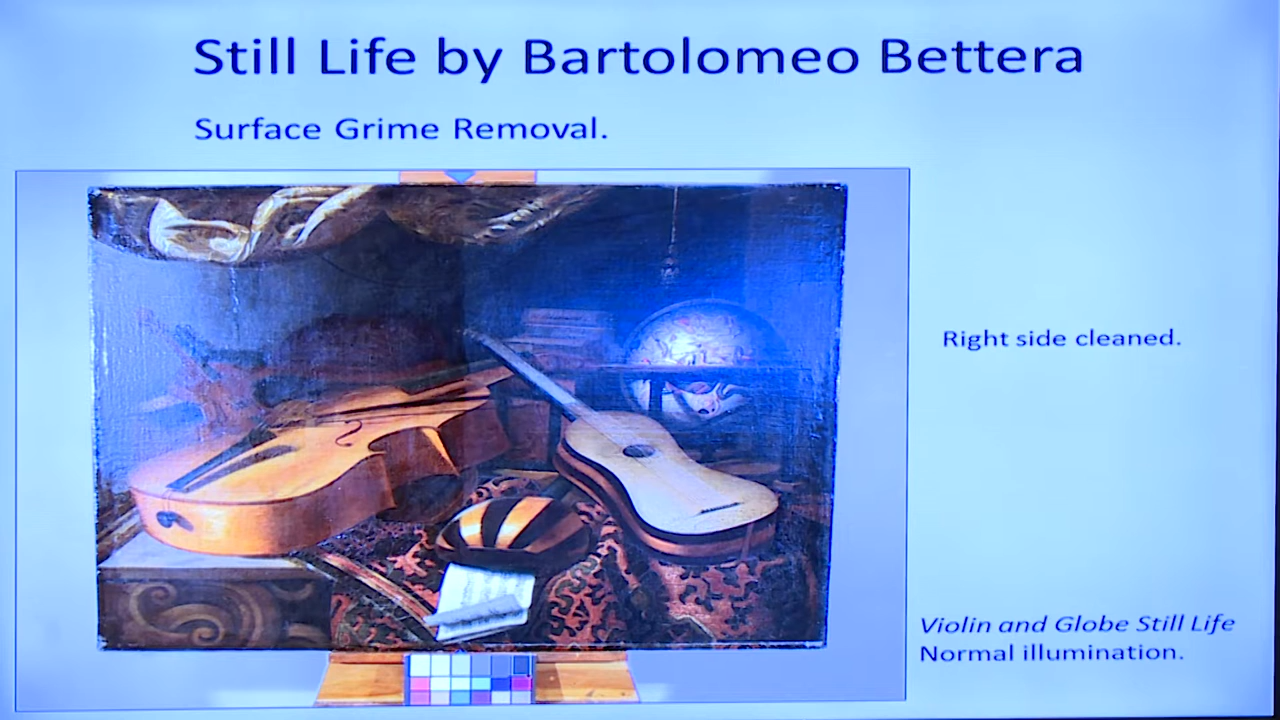 Still Life by Bartolomeo Bettera
Surface Grime Removal.
Right side cleaned.
Violin and Globe Still Life
Normal illumination.